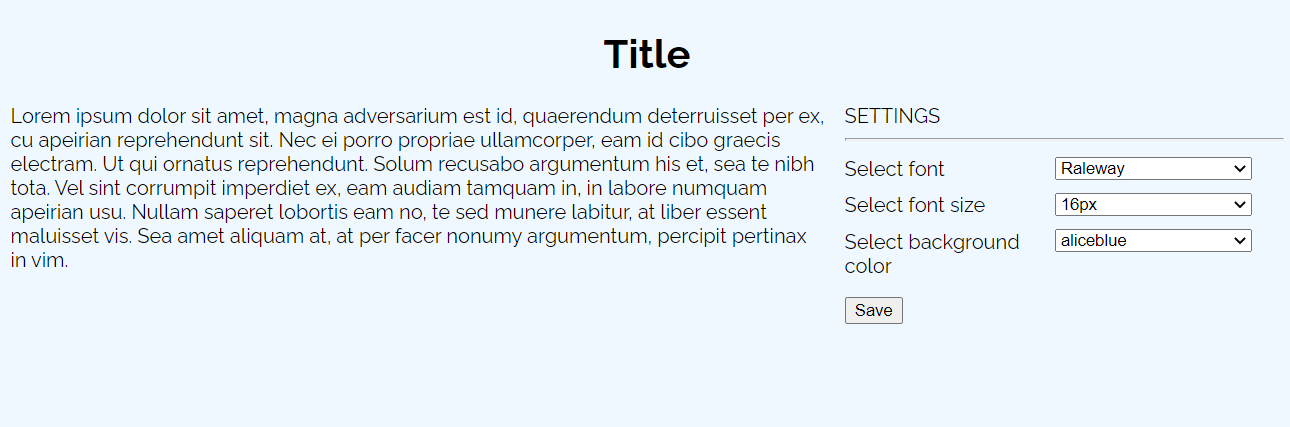 Title
Lorem ipsum dolor sit amet, magna adversarium est id, quaerendum deterruisset per ex,
cu apeirian reprehendunt sit. Nec ei porro propriae ullamcorper, eam id cibo graecis
electram. Ut qui ornatus reprehendunt. Solum recusabo argumentum his et, sea te nibh
tota. Vel sint corrumpit imperdiet ex, eam audiam tamquam in, in labore numquam
apeirian usu. Nullam saperet lobortis eam no, te sed munere labitur, at liber essent
maluisset vis. Sea amet aliquam at, at per facer nonumy argumentum, percipit pertinax
in vim.
SETTINGS
Select font Raleway
Select font size 16px
Select background aliceblue
color
Save